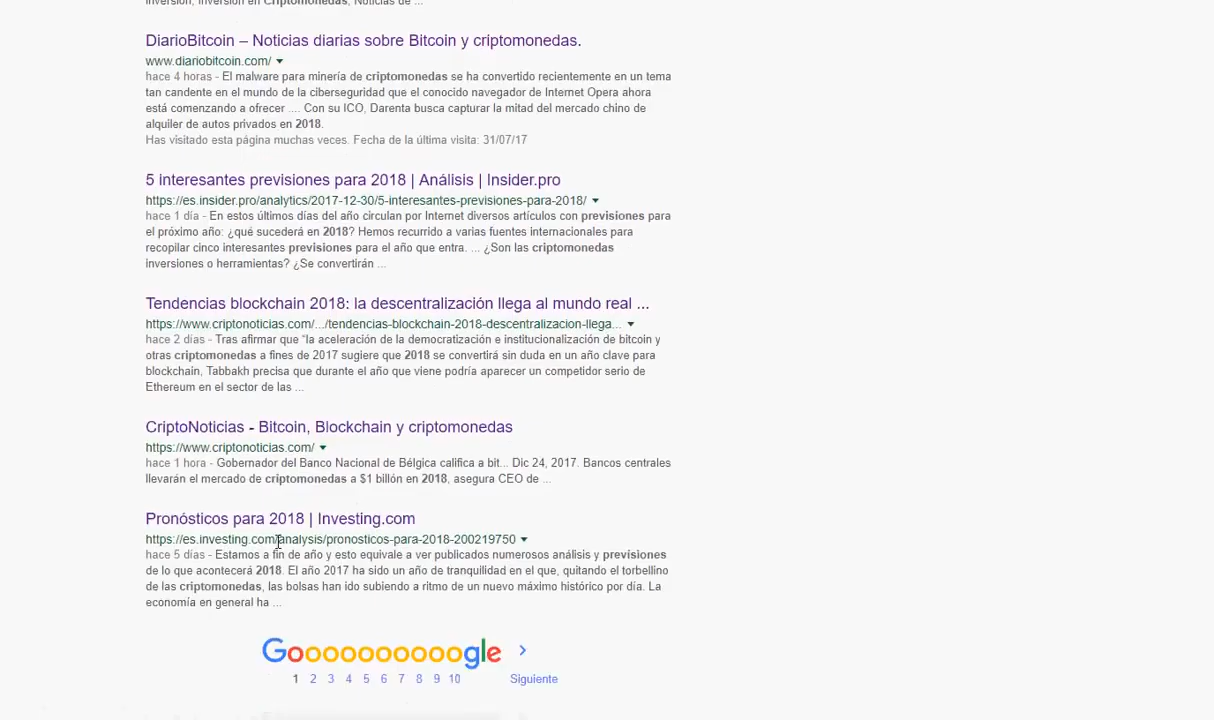 inversión, Inversión en Criptomonedas, Noticias de ...
DiarioBitcoin – Noticias diarias sobre Bitcoin y criptomonedas.
www.diariobitcoin.com/
hace 4 horas - El malware para minería de criptomonedas se ha convertido recientemente en un tema
tan candente en el mundo de la ciberseguridad que el conocido navegador de Internet Opera ahora
está comenzando a ofrecer .... Con su ICO, Darenta busca capturar la mitad del mercado chino de
alquiler de autos privados en 2018.
Has visitado esta página muchas veces. Fecha de la última visita: 31/07/17
5 interesantes previsiones para 2018 | Análisis | Insider.pro
https://es.insider.pro/analytics/2017-12-30/5-interesantes-previsiones-para-2018/
hace 1 día - En estos últimos días del año circulan por Internet diversos artículos con previsiones para
el próximo año: ¿qué sucederá en 2018? Hemos recurrido a varias fuentes internacionales para
recopilar cinco interesantes previsiones para el año que entra. ... ¿Son las criptomonedas
inversiones o herramientas? ¿Se convertirán ...
Tendencias blockchain 2018: la descentralización llega al mundo real ...
https://www.criptonoticias.com/.../tendencias-blockchain-2018-descentralizacion-llega...
hace 2 días - Tras afirmar que “la aceleración de la democratización e institucionalización de bitcoin y
otras criptomonedas a fines de 2017 sugiere que 2018 se convertirá sin duda en un año clave para
blockchain, Tabbakh precisa que durante el año que viene podría aparecer un competidor serio de
Ethereum en el sector de las ...
CriptoNoticias - Bitcoin, Blockchain y criptomonedas
https://www.criptonoticias.com/
hace 1 hora - Gobernador del Banco Nacional de Bélgica califica a bit... Dic 24, 2017. Bancos centrales
llevarán el mercado de criptomonedas a $1 billón en 2018, asegura CEO de ...
Pronósticos para 2018 | Investing.com
https://es.investing.com/analysis/pronosticos-para-2018-200219750
hace 5 días - Estamos a fin de año y esto equivale a ver publicados numerosos análisis y previsiones
de lo que acontecerá 2018. El año 2017 ha sido un año de tranquilidad en el que, quitando el torbellino
de las criptomonedas, las bolsas han ido subiendo a ritmo de un nuevo máximo histórico por día. La
economía en general ha ...
Goooooooooogle
1 2 3 4 5 6 7 8 9 10 Siguiente